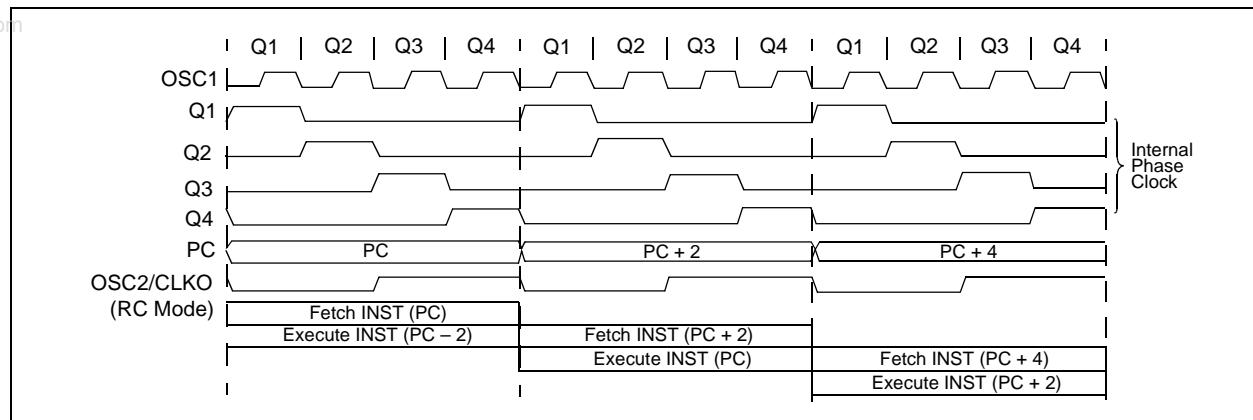 om
Q1 Q2 Q3 Q4 Q1 Q2 Q3 Q4 Q1 Q2 Q3 Q4
OSC1
Q1
Q2
Q3
Q4
Internal
Phase
Clock
PC PC PC + 2 PC + 4
OSC2/CLKO
(RC Mode)
Fetch INST (PC)
Execute INST (PC – 2) Fetch INST (PC + 2)
Execute INST (PC) Fetch INST (PC + 4)
Execute INST (PC + 2)